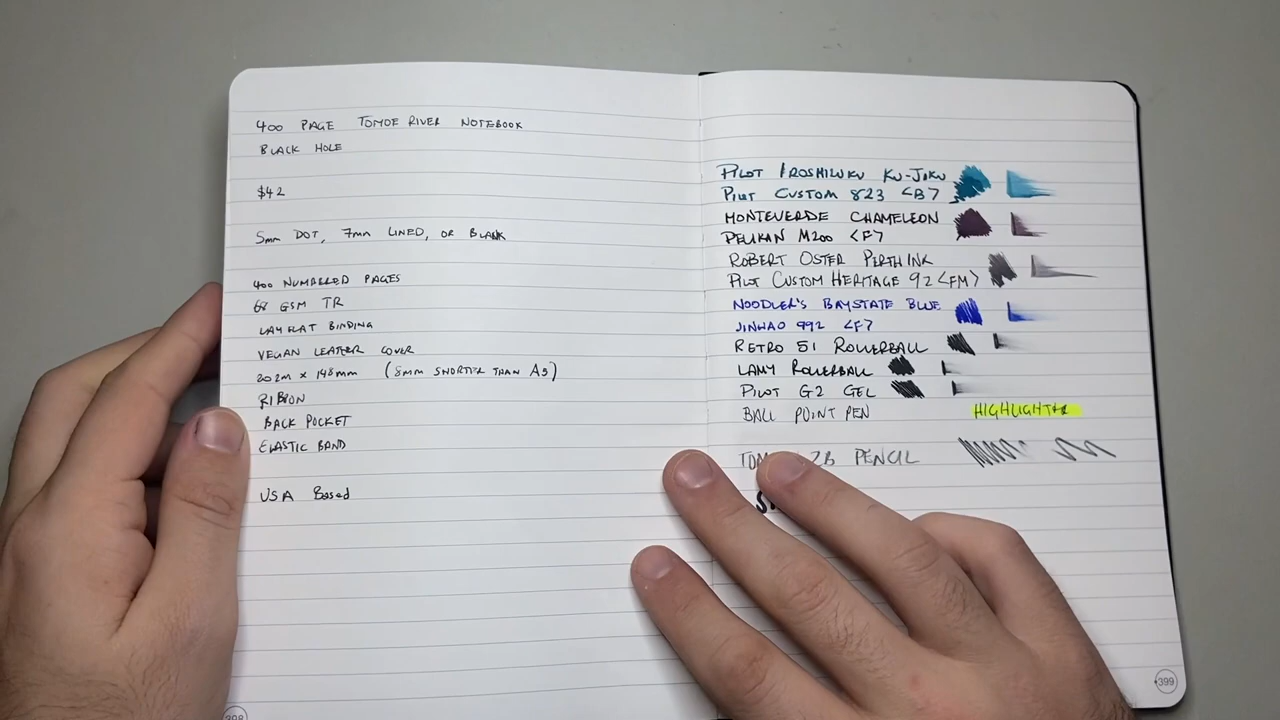 400 PAGE TOMOE RIVER NOTEBOOK
BLACK HOLE
$42
5mm DOT, 7mm LINED, OR BLANK
400 NUMBERED PAGES
68 GSM TR
LAY FLAT BINDING
VEGAN LEATHER COVER
202m x 148mm (8mm SHORTER THAN A5)
RIBBON
BACK POCKET
ELASTIC BAND
USA Based
398
PILOT IROSHIZUKU KU-JAKU
PILOT CUSTOM 823 <B>
MONTEVERDE CHAMELEON
PELIKAN M200 <F>
ROBERT OSTER PERTH INK
PILOT CUSTOM HERITAGE 92 <FM>
NOODLER'S BAYSTATE BLUE
JINHAO 992 <F>
RETRO 51 ROLLERBALL
LAMY ROLLERBALL
PILOT G2 GEL
BALL POINT PEN HIGHLIGHTER
2B PENCIL
399